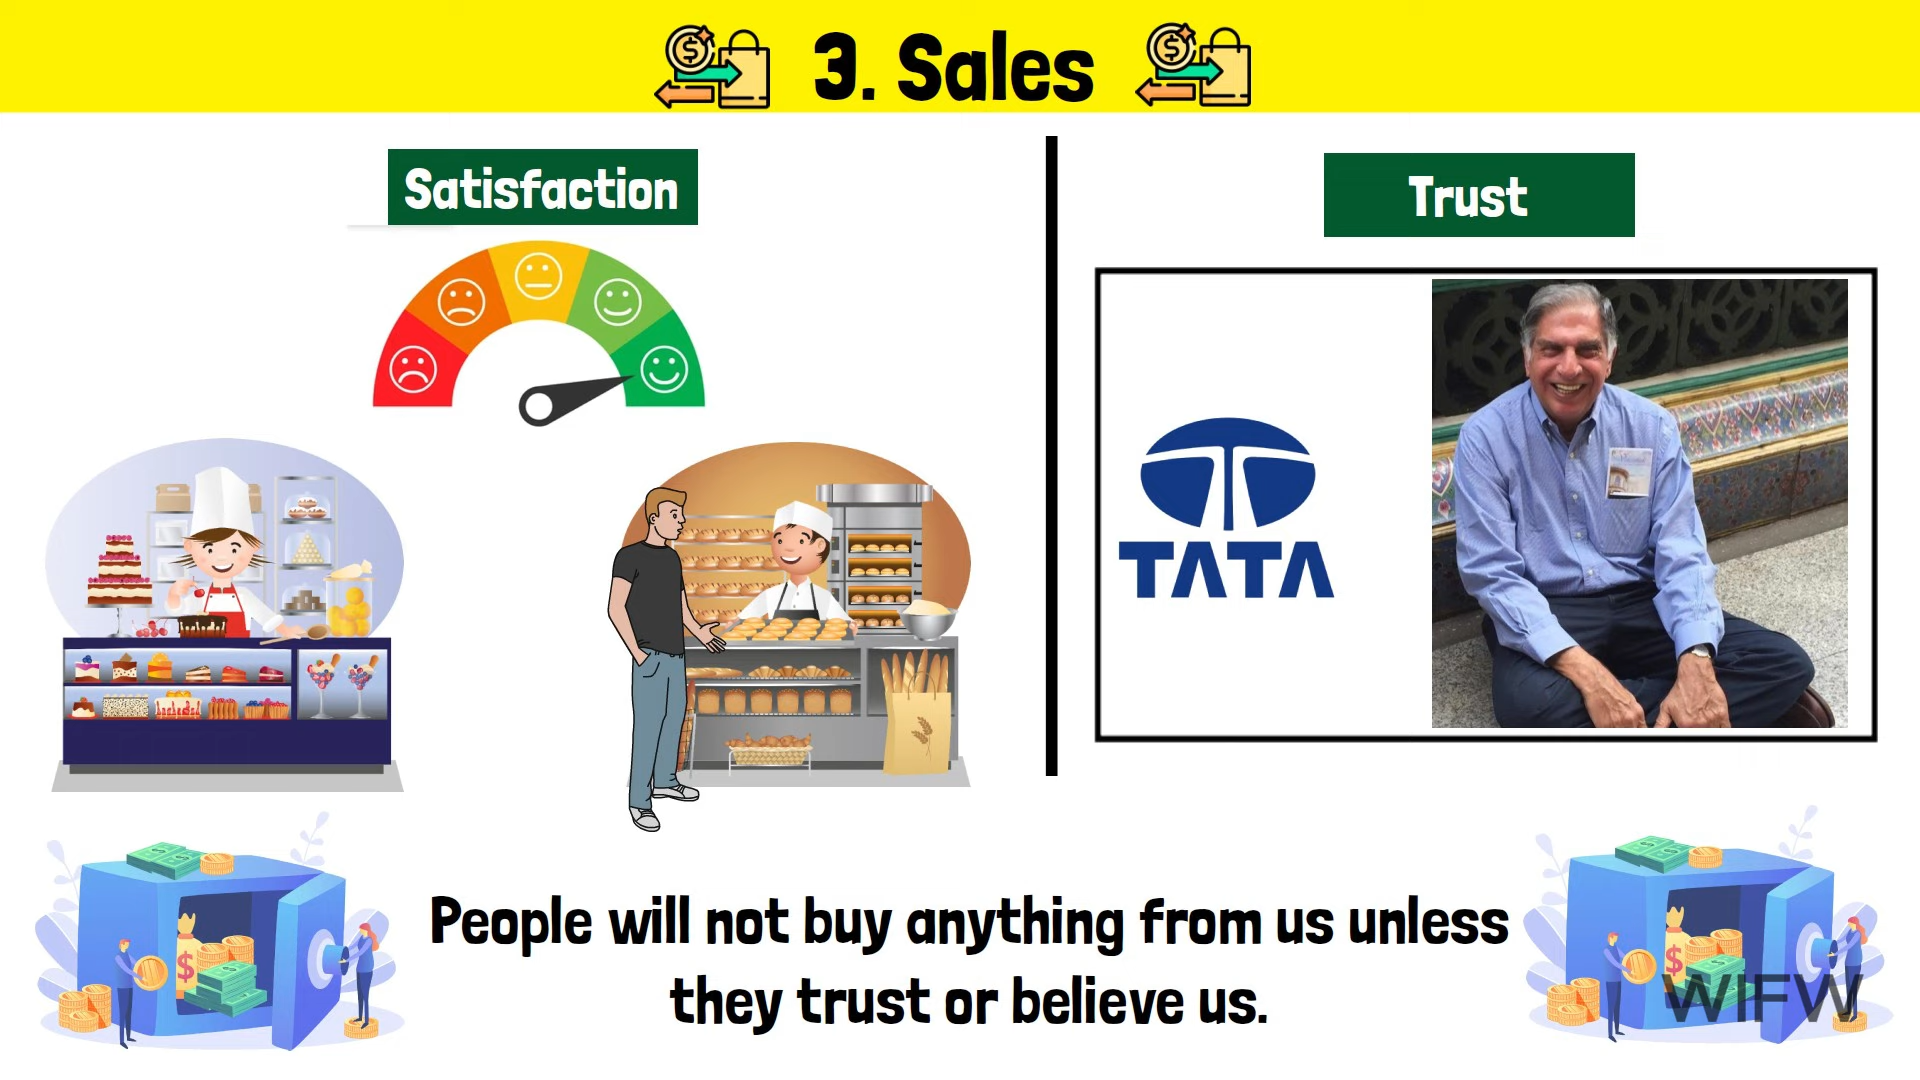 3. Sales
Satisfaction
Trust
TATA
People will not buy anything from us unless
they trust or believe us.
WIFW